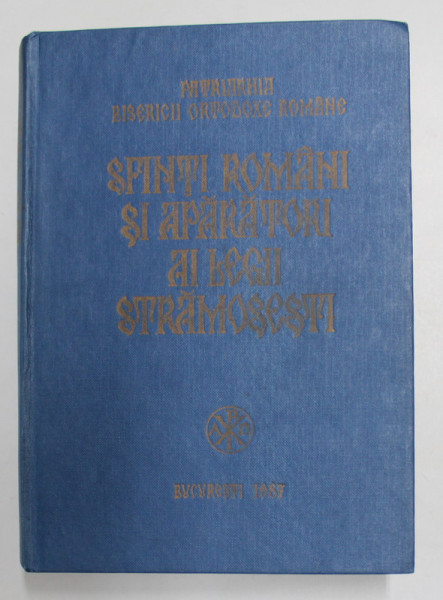 PATRIARHIA
BISERICII ORTODOXE ROMÂNE
SFINȚI ROMÂNI
ȘI APĂRĂTORI
AI LEGII
STRĂMOȘEȘTI
BUCUREȘTI 1987